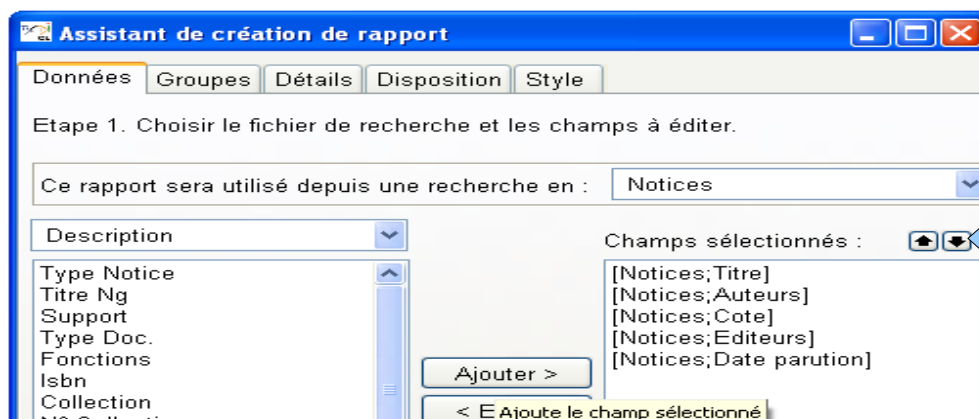 Assistant de création de rapport
Données Groupes Détails Disposition Style
Etape 1. Choisir le fichier de recherche et les champs à éditer.
Ce rapport sera utilisé depuis une recherche en : Notices
Description
Champs sélectionnés :
Type Notice
Titre Ng
Support
Type Doc.
Fonctions
Isbn
Collection
[Notices;Titre]
[Notices;Auteurs]
[Notices;Cote]
[Notices;Editeurs]
[Notices;Date parution]
Ajouter >
< E
Ajoute le champ sélectionné